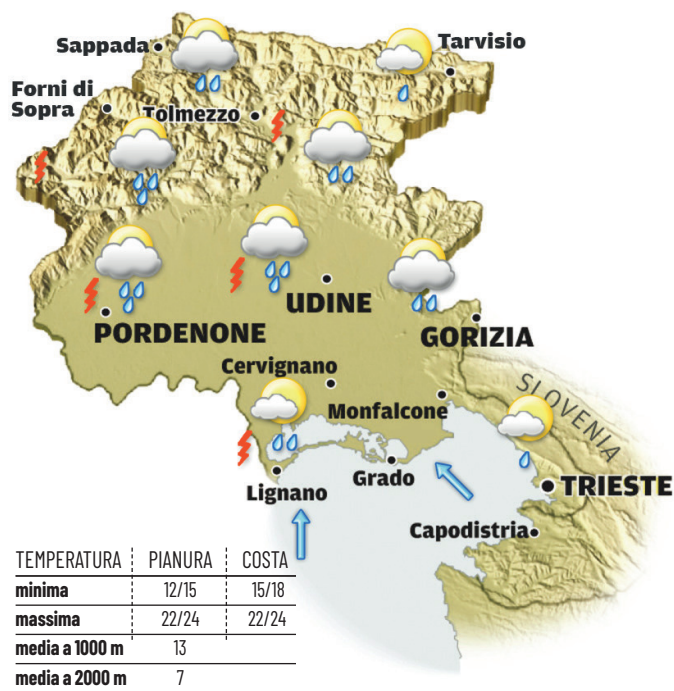 Sappada
Tarvisio
Forni di
Sopra
Tolmezzo
UDINE
PORDENONE
GORIZIA
Cervignano
SLOVENIA
Monfalcone
Grado
Lignano
TRIESTE
Capodistria
TEMPERATURA PIANURA COSTA
minima 12/15 15/18
massima 22/24 22/24
media a 1000 m 13
media a 2000 m 7